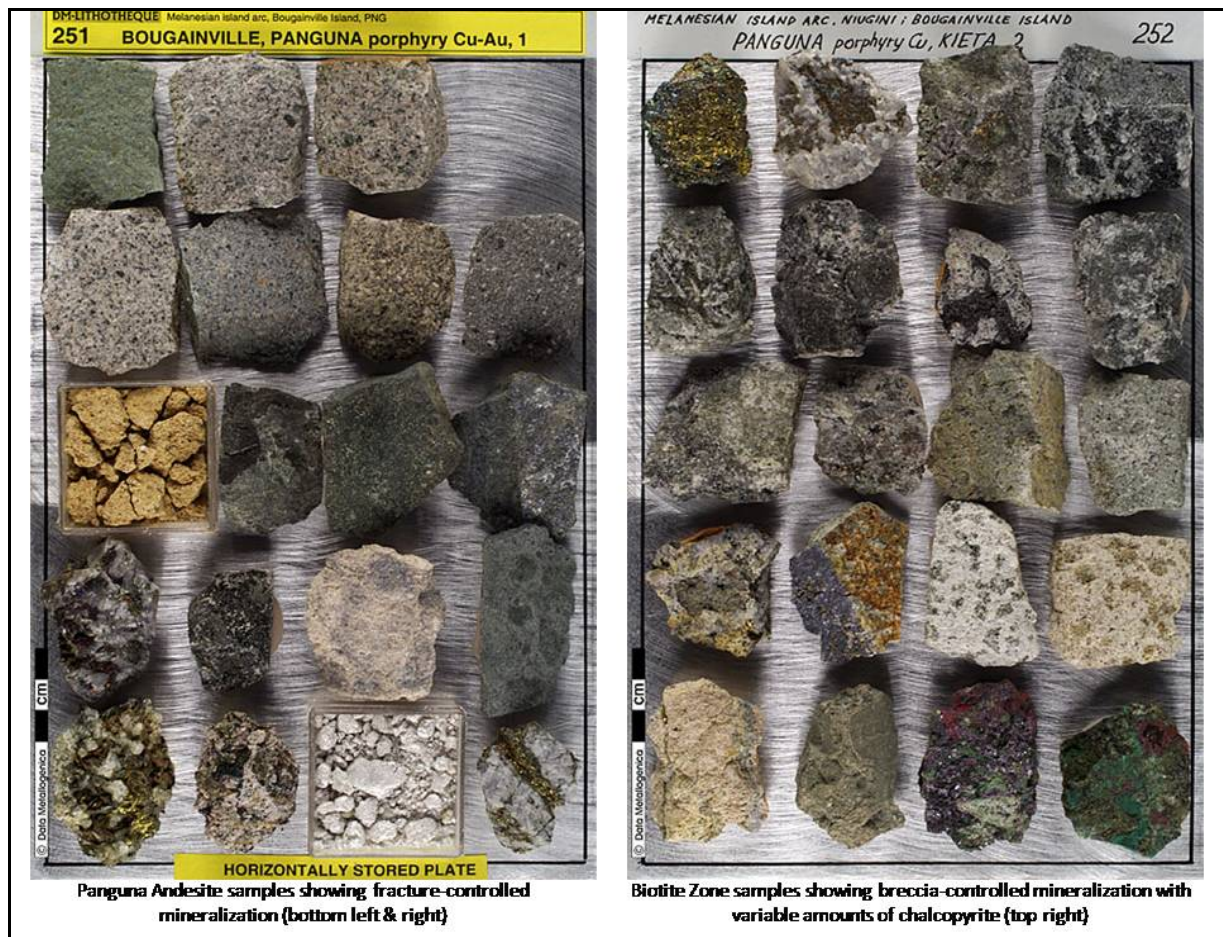 DM-LITHOTHEQUE Melanesian island arc, Bougainville Island, PNG
251 BOUGAINVILLE, PANGUNA porphyry Cu-Au, 1
cm
© Data Metallogenica
HORIZONTALLY STORED PLATE
Panguna Andesite samples showing fracture-controlled
mineralization (bottom left & right)
MELANESIAN ISLAND ARC, NIUGINI; BOUGAINVILLE ISLAND
PANGUNA porphyry Cu, KIETA 2 252
cm
© Data Metallogenica
Biotite Zone samples showing breccia-controlled mineralization with
variable amounts of chalcopyrite (top right)